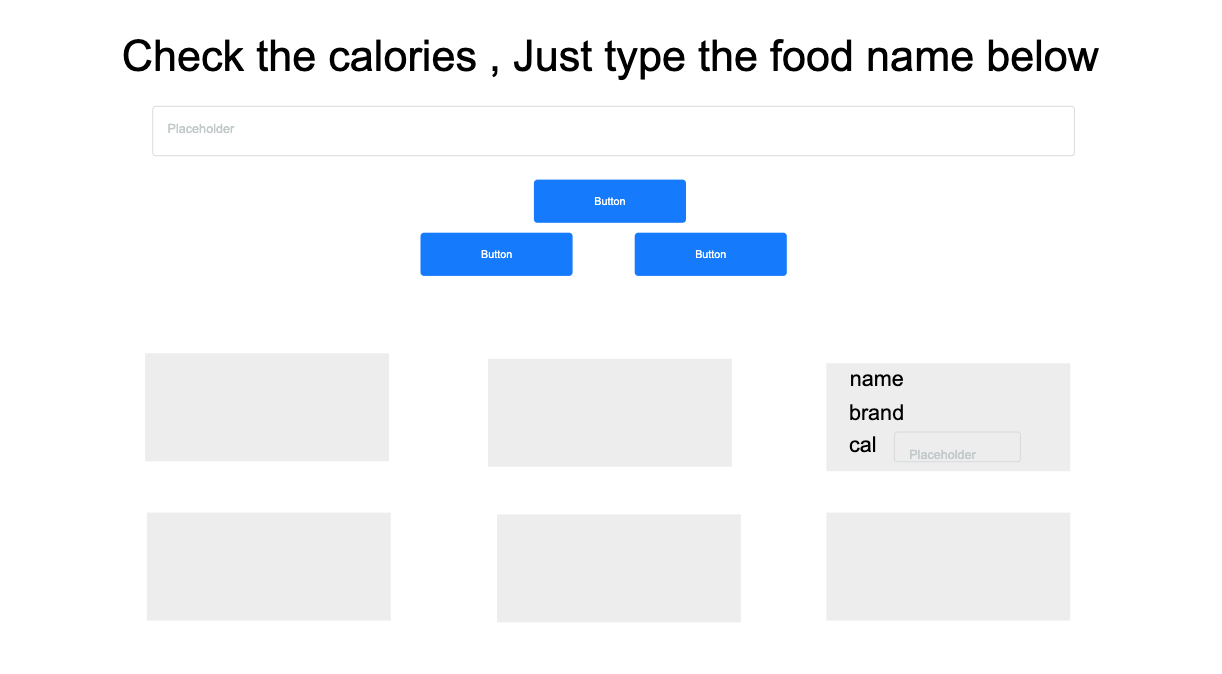 Check the calories , Just type the food name below
Placeholder
Button
Button
Button
name
brand
cal
Placeholder